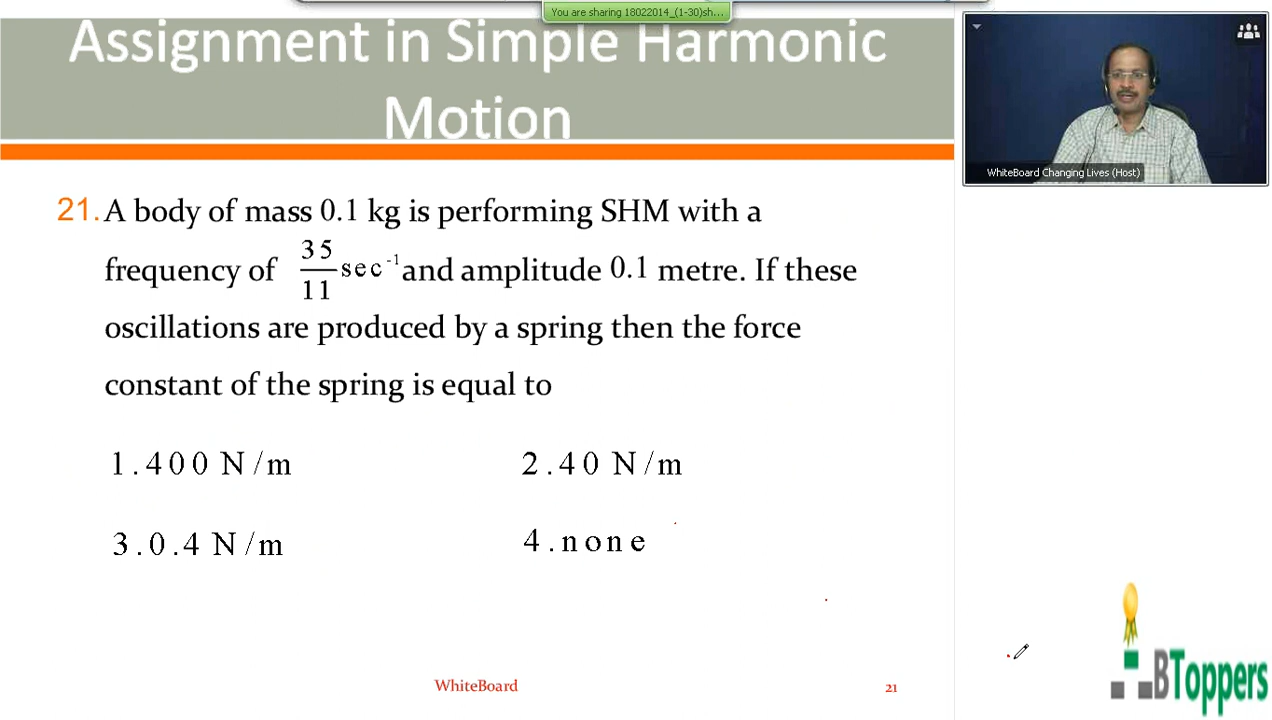 You are sharing 18022014_(1-30)sh...
Assignment in Simple Harmonic
Motion
WhiteBoard Changing Lives (Host)
21. A body of mass 0.1 kg is performing SHM with a
frequency of 35/11 sec⁻¹ and amplitude 0.1 metre. If these
oscillations are produced by a spring then the force
constant of the spring is equal to
1.400 N/m 2.40 N/m
3.0.4 N/m 4.none
WhiteBoard 21
BToppers